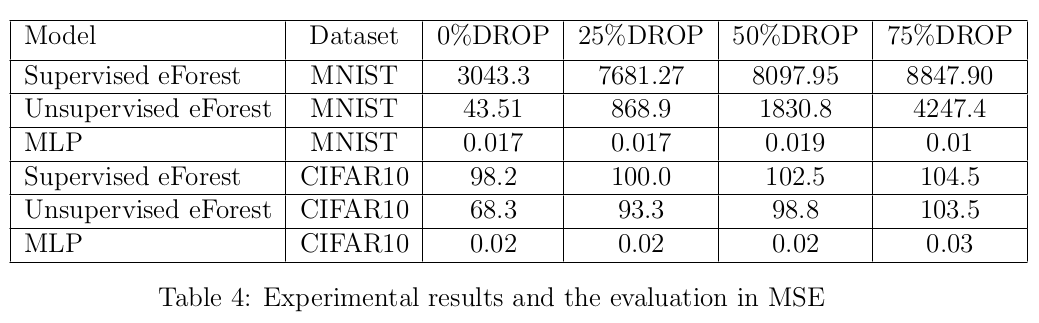 Model Dataset 0%DROP 25%DROP 50%DROP 75%DROP
Supervised eForest MNIST 3043.3 7681.27 8097.95 8847.90
Unsupervised eForest MNIST 43.51 868.9 1830.8 4247.4
MLP MNIST 0.017 0.017 0.019 0.01
Supervised eForest CIFAR10 98.2 100.0 102.5 104.5
Unsupervised eForest CIFAR10 68.3 93.3 98.8 103.5
MLP CIFAR10 0.02 0.02 0.02 0.03
Table 4: Experimental results and the evaluation in MSE